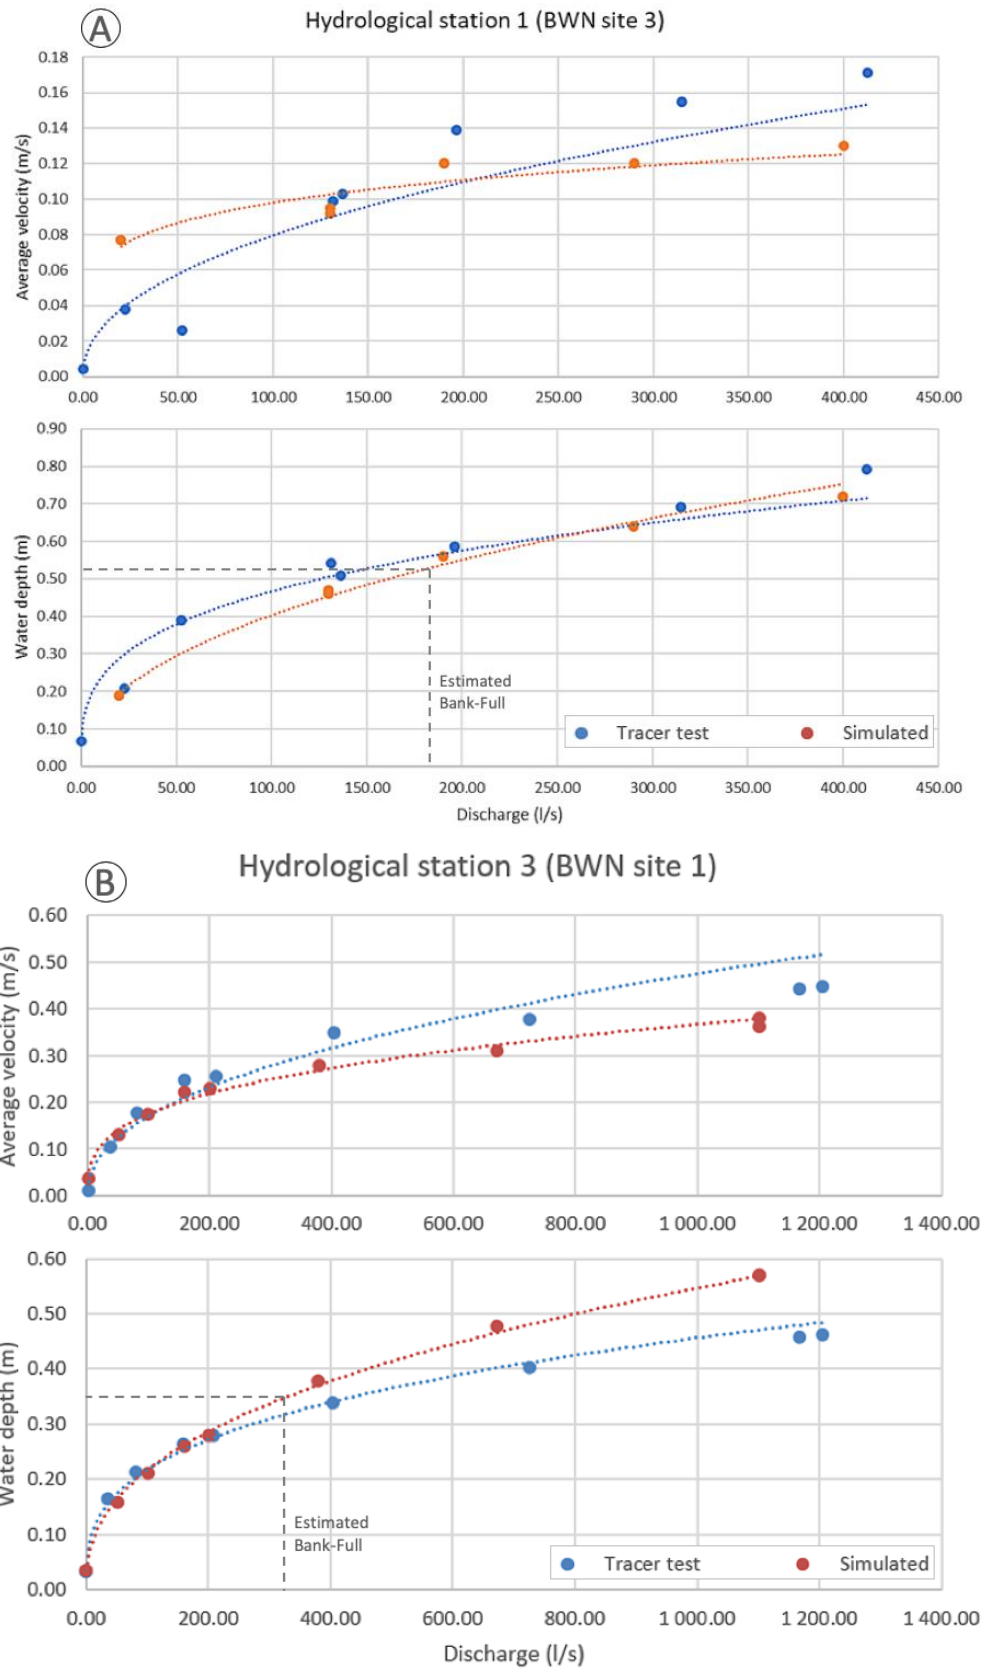 A
Hydrological station 1 (BWN site 3)
Average velocity (m/s)
0.18
0.16
0.14
0.12
0.10
0.08
0.06
0.04
0.02
0.00
0.00 50.00 100.00 150.00 200.00 250.00 300.00 350.00 400.00 450.00
Water depth (m)
0.90
0.80
0.70
0.60
0.50
0.40
0.30
0.20
0.10
0.00
Estimated
Bank-Full
Tracer test Simulated
0.00 50.00 100.00 150.00 200.00 250.00 300.00 350.00 400.00 450.00
Discharge (l/s)
B
Hydrological station 3 (BWN site 1)
Average velocity (m/s)
0.60
0.50
0.40
0.30
0.20
0.10
0.00
0.00 200.00 400.00 600.00 800.00 1 000.00 1 200.00 1 400.00
Water depth (m)
0.60
0.50
0.40
0.30
0.20
0.10
0.00
Estimated
Bank-Full
Tracer test Simulated
0.00 200.00 400.00 600.00 800.00 1 000.00 1 200.00 1 400.00
Discharge (l/s)